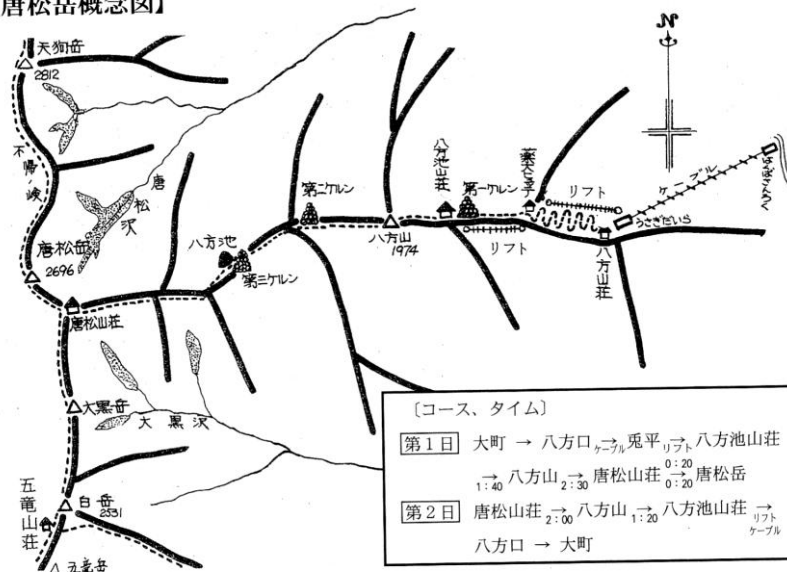 唐松岳概念図】
N
天狗岳
2812
不帰嶮
唐松沢
唐松岳
2696
唐松山荘
八方池
第三ケルン
第二ケルン
八方山
1974
八方池山荘
第一ケルン
リフト
リフト
ケーブル
うさぎだいら
八方山荘
大黒岳
大黒沢
五竜山荘
白岳
2531
五竜岳
〔コース、タイム〕
第1日 大町 → 八方口 →ケーブル 兎平 →リフト 八方池山荘
→1:40 八方山 →2:30 唐松山荘 0:20→0:20 唐松岳
第2日 唐松山荘 →2:00 八方山 →1:20 八方池山荘 →リフト ケーブル
八方口 → 大町